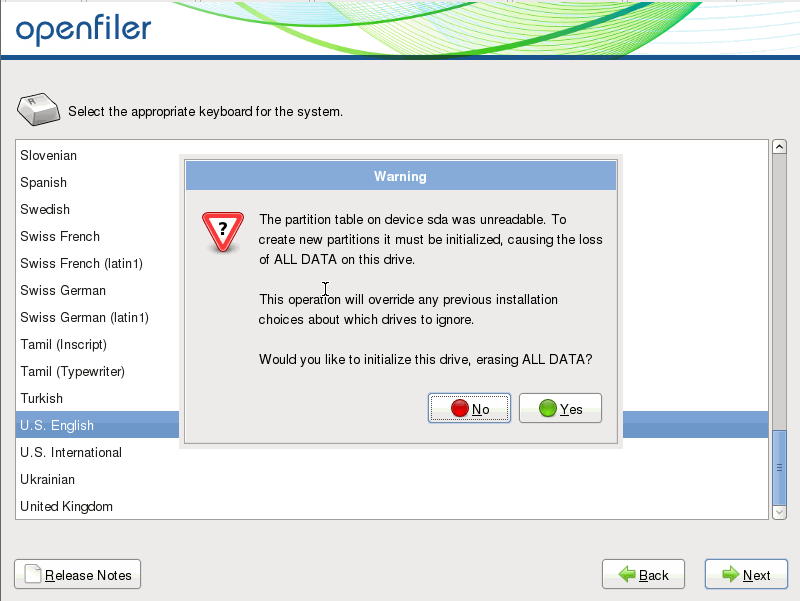 openfiler
Select the appropriate keyboard for the system.
Slovenian
Spanish
Swedish
Swiss French
Swiss French (latin1)
Swiss German
Swiss German (latin1)
Tamil (Inscript)
Tamil (Typewriter)
Turkish
U.S. English
U.S. International
Ukrainian
United Kingdom
Warning
?
The partition table on device sda was unreadable. To
create new partitions it must be initialized, causing the loss
of ALL DATA on this drive.
This operation will override any previous installation
choices about which drives to ignore.
Would you like to initialize this drive, erasing ALL DATA?
No
Yes
Release Notes
Back
Next